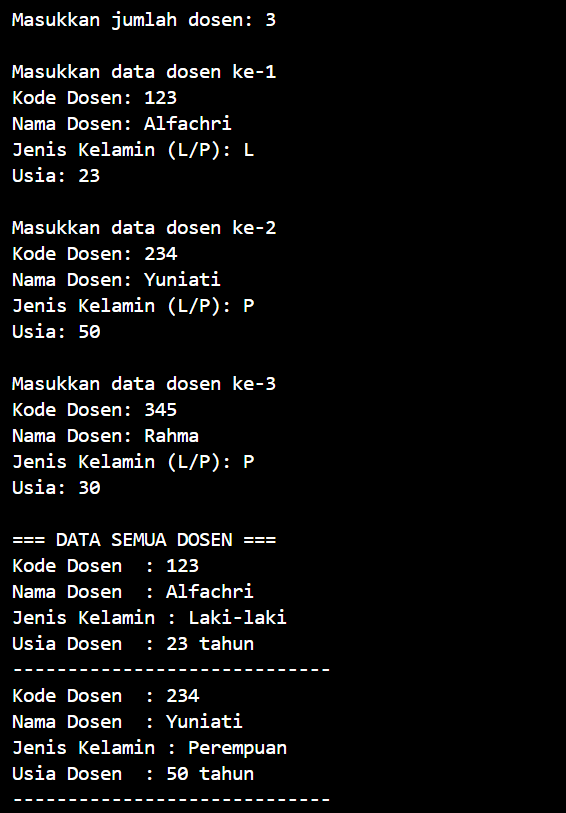 Masukkan jumlah dosen: 3
Masukkan data dosen ke-1
Kode Dosen: 123
Nama Dosen: Alfachri
Jenis Kelamin (L/P): L
Usia: 23
Masukkan data dosen ke-2
Kode Dosen: 234
Nama Dosen: Yuniati
Jenis Kelamin (L/P): P
Usia: 50
Masukkan data dosen ke-3
Kode Dosen: 345
Nama Dosen: Rahma
Jenis Kelamin (L/P): P
Usia: 30
=== DATA SEMUA DOSEN ===
Kode Dosen  : 123
Nama Dosen  : Alfachri
Jenis Kelamin : Laki-laki
Usia Dosen  : 23 tahun
-----------------------------
Kode Dosen  : 234
Nama Dosen  : Yuniati
Jenis Kelamin : Perempuan
Usia Dosen  : 50 tahun
-----------------------------